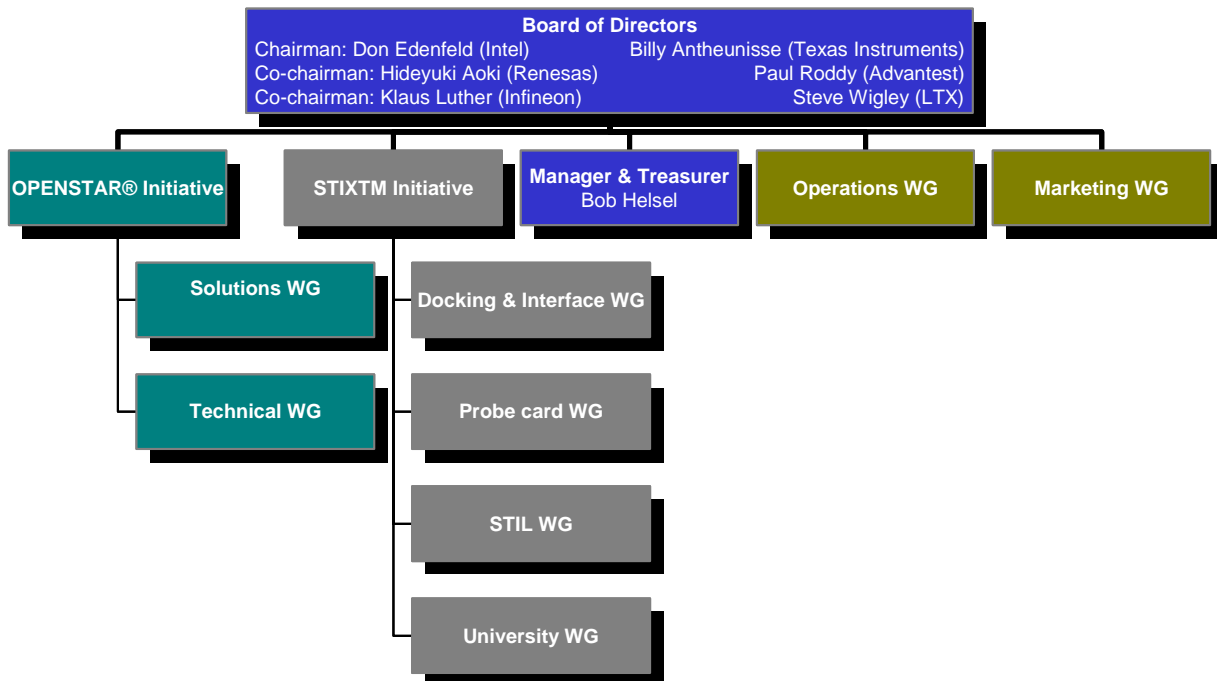 Board of Directors
Chairman: Don Edenfeld (Intel) Billy Antheunisse (Texas Instruments)
Co-chairman: Hideyuki Aoki (Renesas) Paul Roddy (Advantest)
Co-chairman: Klaus Luther (Infineon) Steve Wigley (LTX)
OPENSTAR® Initiative
STIXTM Initiative
Manager & Treasurer
Bob Helsel
Operations WG
Marketing WG
Solutions WG
Technical WG
Docking & Interface WG
Probe card WG
STIL WG
University WG